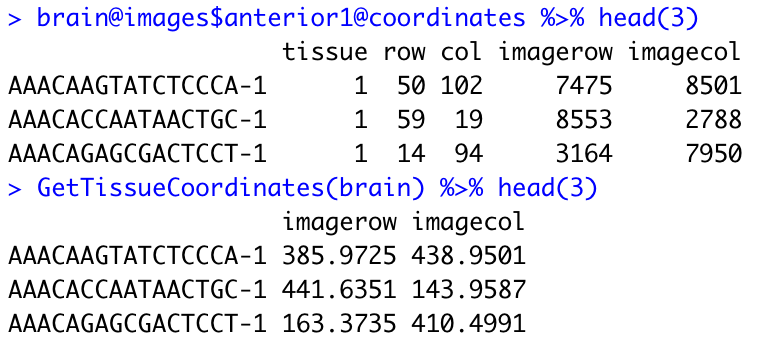 > brain@images$anterior1@coordinates %>% head(3)
tissue row col imagerow imagecol
AAACAAGTATCTCCCA-1 1 50 102 7475 8501
AAACACCAATAACTGC-1 1 59 19 8553 2788
AAACAGAGCGACTCCT-1 1 14 94 3164 7950
> GetTissueCoordinates(brain) %>% head(3)
imagerow imagecol
AAACAAGTATCTCCCA-1 385.9725 438.9501
AAACACCAATAACTGC-1 441.6351 143.9587
AAACAGAGCGACTCCT-1 163.3735 410.4991